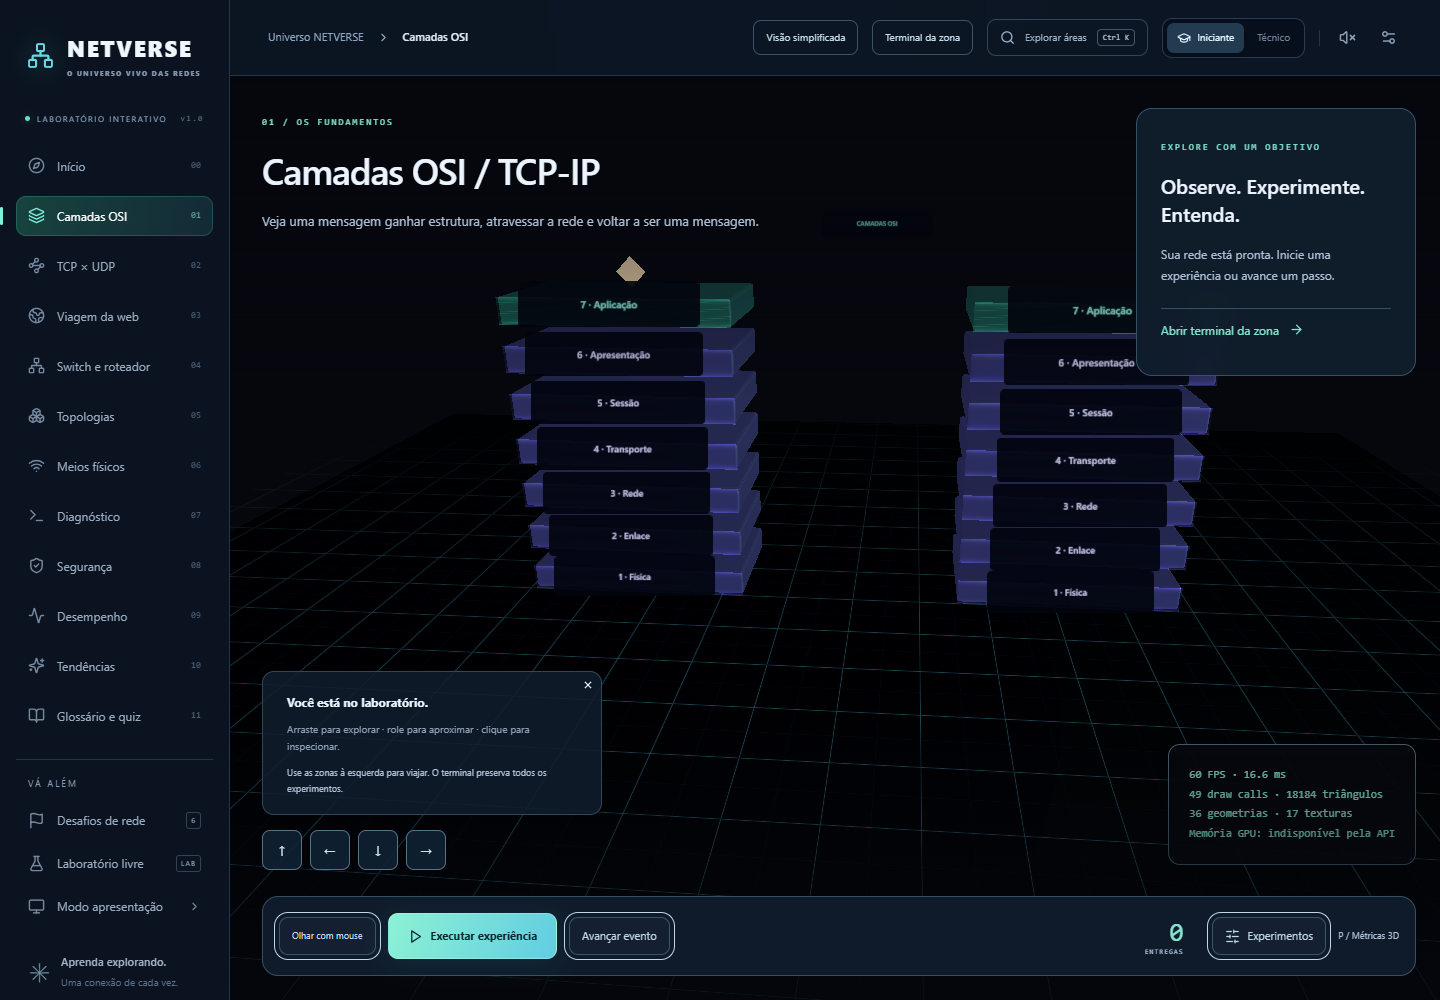 NETVERSE
O UNIVERSO VIVO DAS REDES
LABORATÓRIO INTERATIVO v1.0
Início 00
Camadas OSI 01
TCP × UDP 02
Viagem da web 03
Switch e roteador 04
Topologias 05
Meios físicos 06
Diagnóstico 07
Segurança 08
Desempenho 09
Tendências 10
Glossário e quiz 11
VÁ ALÉM
Desafios de rede 6
Laboratório livre LAB
Modo apresentação
Aprenda explorando.
Uma conexão de cada vez.
Universo NETVERSE > Camadas OSI
Visão simplificada
Terminal da zona
Explorar áreas Ctrl K
Iniciante
Técnico
01 / OS FUNDAMENTOS
Camadas OSI / TCP-IP
Veja uma mensagem ganhar estrutura, atravessar a rede e voltar a ser uma mensagem.
CAMADAS OSI
7 · Aplicação
6 · Apresentação
5 · Sessão
4 · Transporte
3 · Rede
2 · Enlace
1 · Física
7 · Aplicação
6 · Apresentação
5 · Sessão
4 · Transporte
3 · Rede
2 · Enlace
1 · Física
EXPLORE COM UM OBJETIVO
Observe. Experimente.
Entenda.
Sua rede está pronta. Inicie uma
experiência ou avance um passo.
Abrir terminal da zona →
Você está no laboratório. ×
Arraste para explorar · role para aproximar · clique para
inspecionar.
Use as zonas à esquerda para viajar. O terminal preserva todos os
experimentos.
↑ ← ↓ →
60 FPS · 16.6 ms
49 draw calls · 18184 triângulos
36 geometrias · 17 texturas
Memória GPU: indisponível pela API
Olhar com mouse
Executar experiência
Avançar evento
0
ENTREGAS
Experimentos
P / Métricas 3D